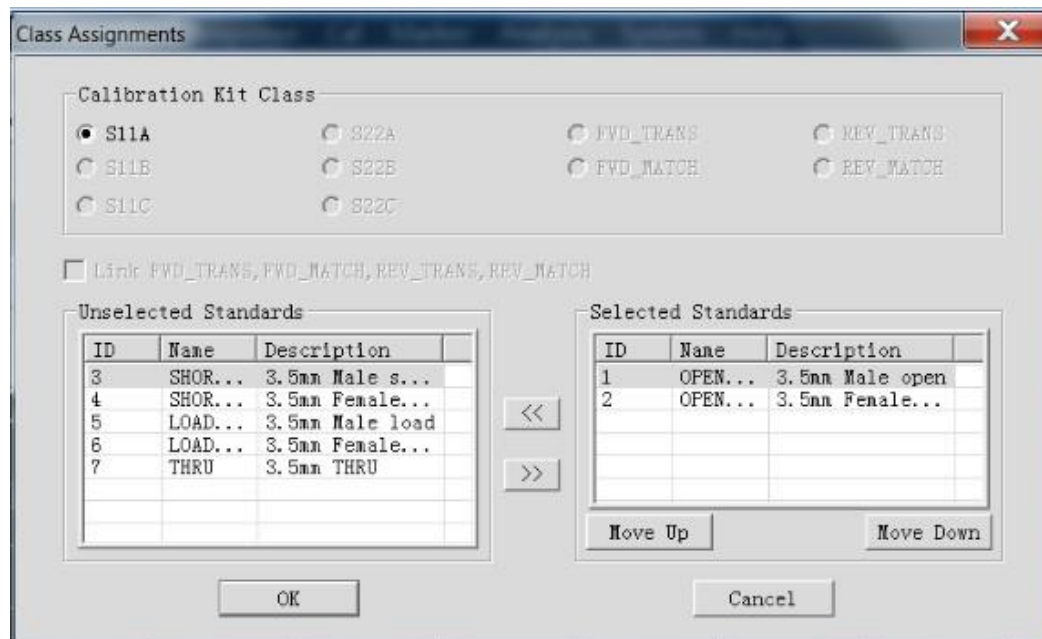 Class Assignments
Calibration Kit Class
S11A S22A FWD_TRANS REV_TRANS
S11B S22B FWD_MATCH REV_MATCH
S11C S22C
Link FWD_TRANS,FWD_MATCH,REV_TRANS,REV_MATCH
Unselected Standards
ID Name Description
3 SHOR... 3.5mm Male s...
4 SHOR... 3.5mm Female...
5 LOAD... 3.5mm Male load
6 LOAD... 3.5mm Female...
7 THRU 3.5mm THRU
<<
>>
Selected Standards
ID Name Description
1 OPEN... 3.5mm Male open
2 OPEN... 3.5mm Female...
Move Up Move Down
OK Cancel